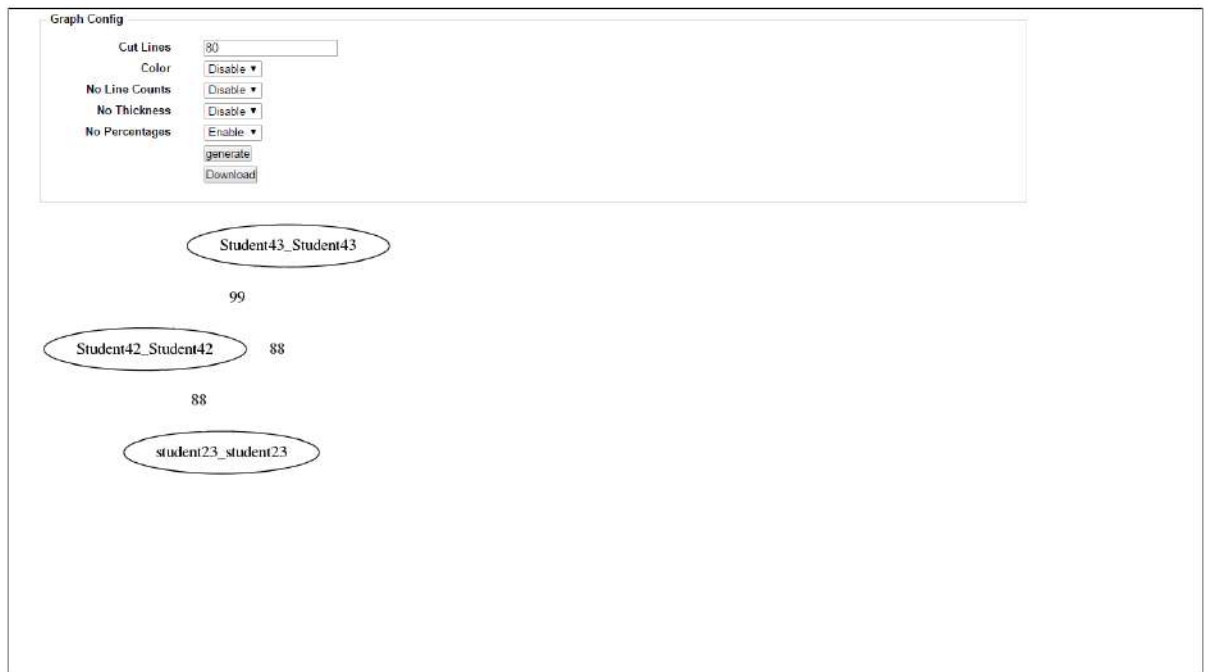 Graph Config
Cut Lines 80
Color Disable
No Line Counts Disable
No Thickness Disable
No Percentages Enable
generate
Download
Student43_Student43
99
Student42_Student42 88
88
student23_student23